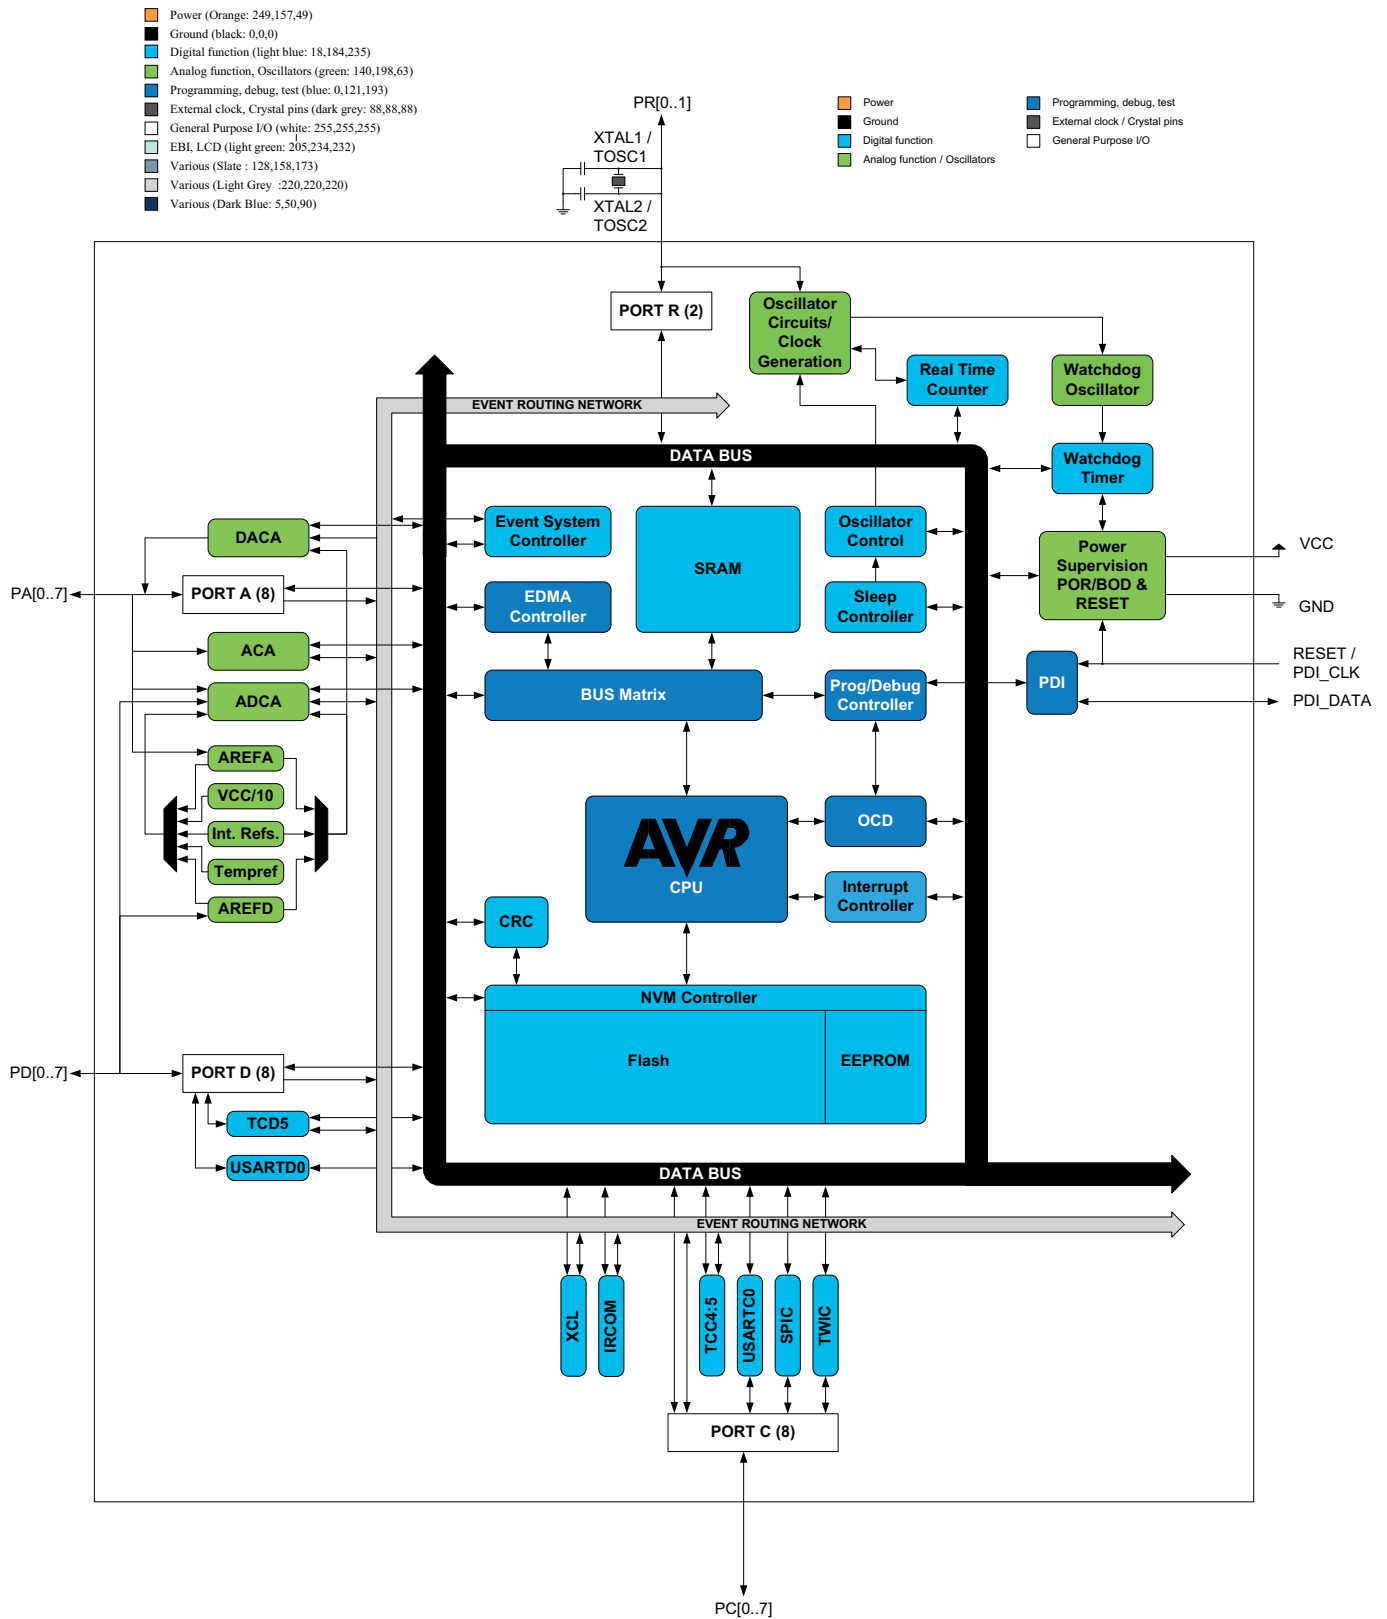 Power (Orange: 249,157,49)
Ground (black: 0,0,0)
Digital function (light blue: 18,184,235)
Analog function, Oscillators (green: 140,198,63)
Programming, debug, test (blue: 0,121,193)
External clock, Crystal pins (dark grey: 88,88,88)
General Purpose I/O (white: 255,255,255)
EBI, LCD (light green: 205,234,232)
Various (Slate : 128,158,173)
Various (Light Grey :220,220,220)
Various (Dark Blue: 5,50,90)
Power
Ground
Digital function
Analog function / Oscillators
Programming, debug, test
External clock / Crystal pins
General Purpose I/O
PR[0..1]
XTAL1 /
TOSC1
XTAL2 /
TOSC2
PORT R (2)
Oscillator
Circuits/
Clock
Generation
Real Time
Counter
Watchdog
Oscillator
EVENT ROUTING NETWORK
DATA BUS
Watchdog
Timer
DACA
Event System
Controller
SRAM
Oscillator
Control
Power
Supervision
POR/BOD &
RESET
VCC
GND
PA[0..7]
PORT A (8)
EDMA
Controller
Sleep
Controller
ACA
RESET /
PDI_CLK
PDI
PDI_DATA
ADCA
BUS Matrix
Prog/Debug
Controller
AREFA
VCC/10
Int. Refs.
Tempref
AREFD
AVR
CPU
OCD
Interrupt
Controller
CRC
NVM Controller
Flash
EEPROM
PD[0..7]
PORT D (8)
TCD5
USARTD0
DATA BUS
EVENT ROUTING NETWORK
XCL
IRCOM
TCC4:5
USARTC0
SPIC
TWIC
PORT C (8)
PC[0..7]